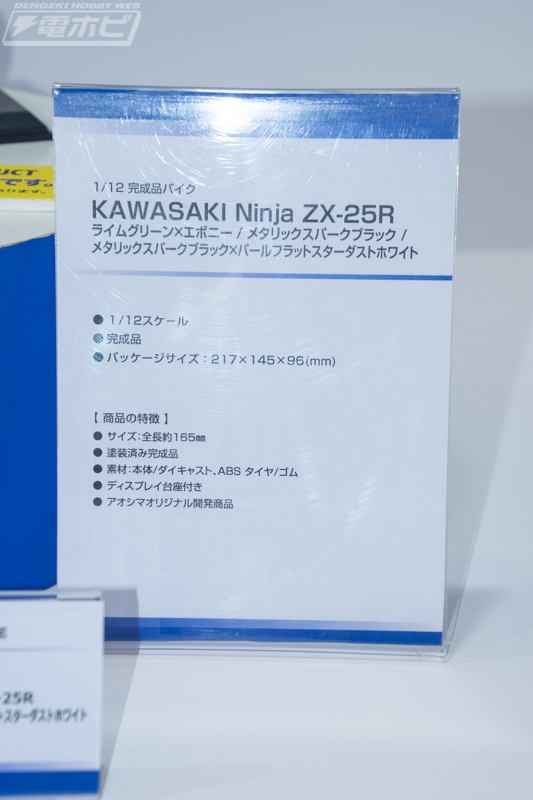 DENGEKI HOBBY WEB
電ホビ
UCT
です。
ります。
1/12 完成品バイク
KAWASAKI Ninja ZX-25R
ライムグリーン×エボニー / メタリックスパークブラック /
メタリックスパークブラック×パールフラットスターダストホワイト
● 1/12スケール
● 完成品
● パッケージサイズ：217×145×96(mm)
【 商品の特徴 】
● サイズ：全長約165㎜
● 塗装済み完成品
● 素材：本体/ダイキャスト、ABS タイヤ/ゴム
● ディスプレイ台座付き
● アオシマオリジナル開発商品
E
-25R
トスターダストホワイト